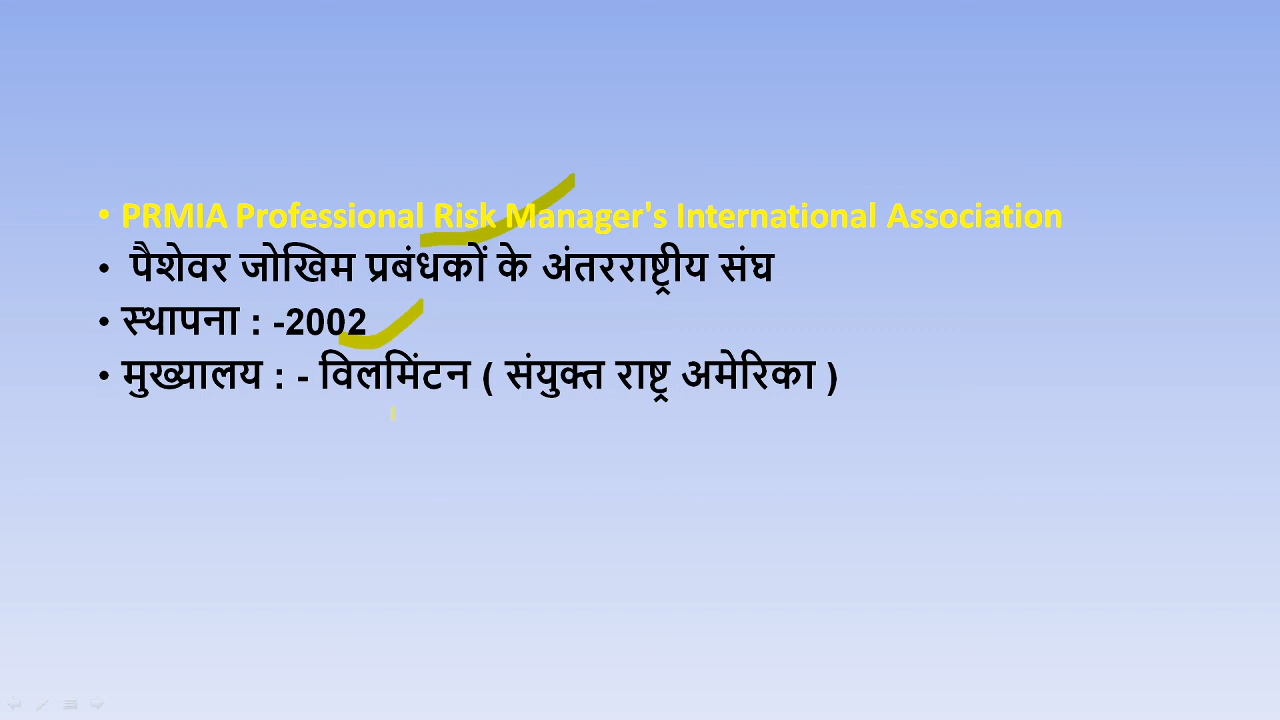 • PRMIA Professional Risk Manager's International Association
• पैशेवर जोखिम प्रबंधकों के अंतरराष्ट्रीय संघ
• स्थापना : -2002
• मुख्यालय : - विलमिंटन ( संयुक्त राष्ट्र अमेरिका )